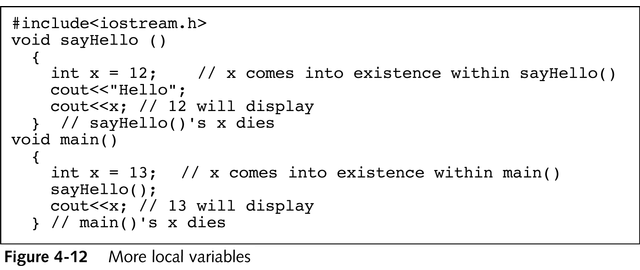 #include<iostream.h>
void sayHello ()
  {
    int x = 12;    // x comes into existence within sayHello()
    cout<<"Hello";
    cout<<x; // 12 will display
  }  // sayHello()'s x dies
void main()
  {
    int x = 13;   // x comes into existence within main()
    sayHello();
    cout<<x; // 13 will display
  } // main()'s x dies
Figure 4-12 More local variables